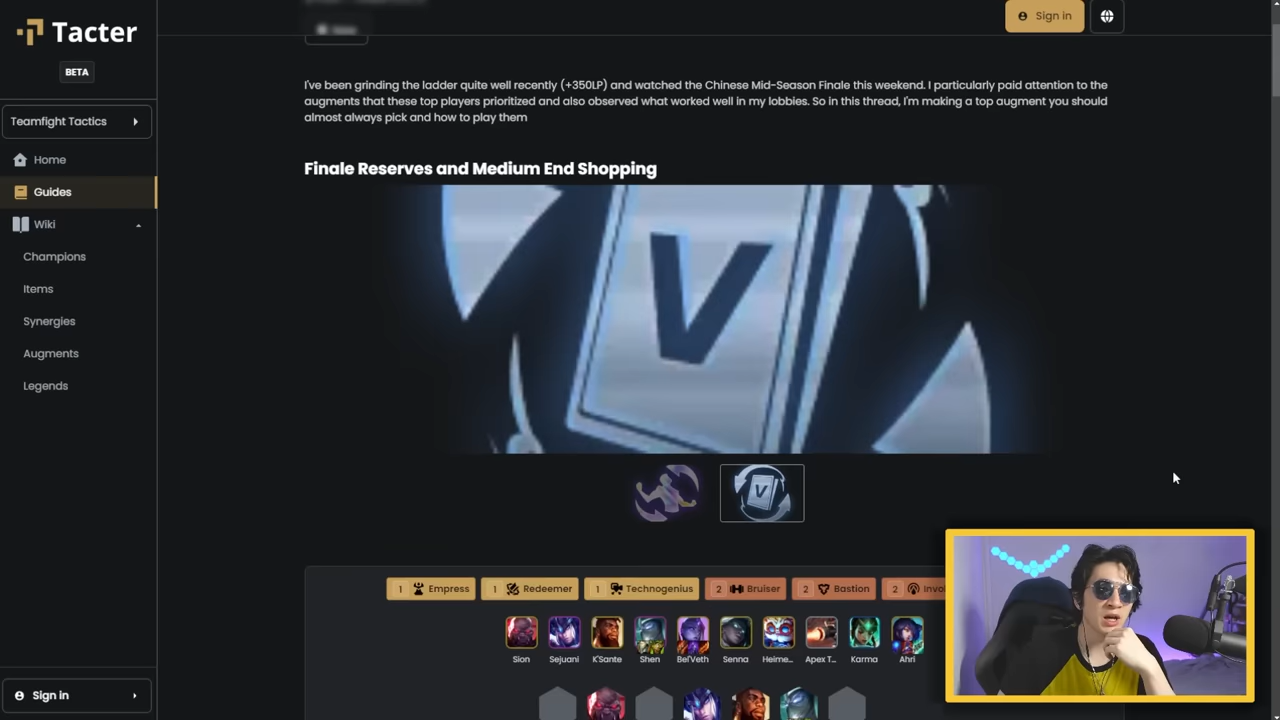 Tacter
BETA
Teamfight Tactics
Home
Guides
Wiki
Champions
Items
Synergies
Augments
Legends
Sign in
Sign in
I've been grinding the ladder quite well recently (+350LP) and watched the Chinese Mid-Season Finale this weekend. I particularly paid attention to the
augments that these top players prioritized and also observed what worked well in my lobbies. So in this thread, I'm making a top augment you should
almost always pick and how to play them
Finale Reserves and Medium End Shopping
V
V
1 Empress
1 Redeemer
1 Technogenius
2 Bruiser
2 Bastion
2 Invo
Sion
Sejuani
K'Sante
Shen
Bel'Veth
Senna
Heime...
Apex T...
Karma
Ahri